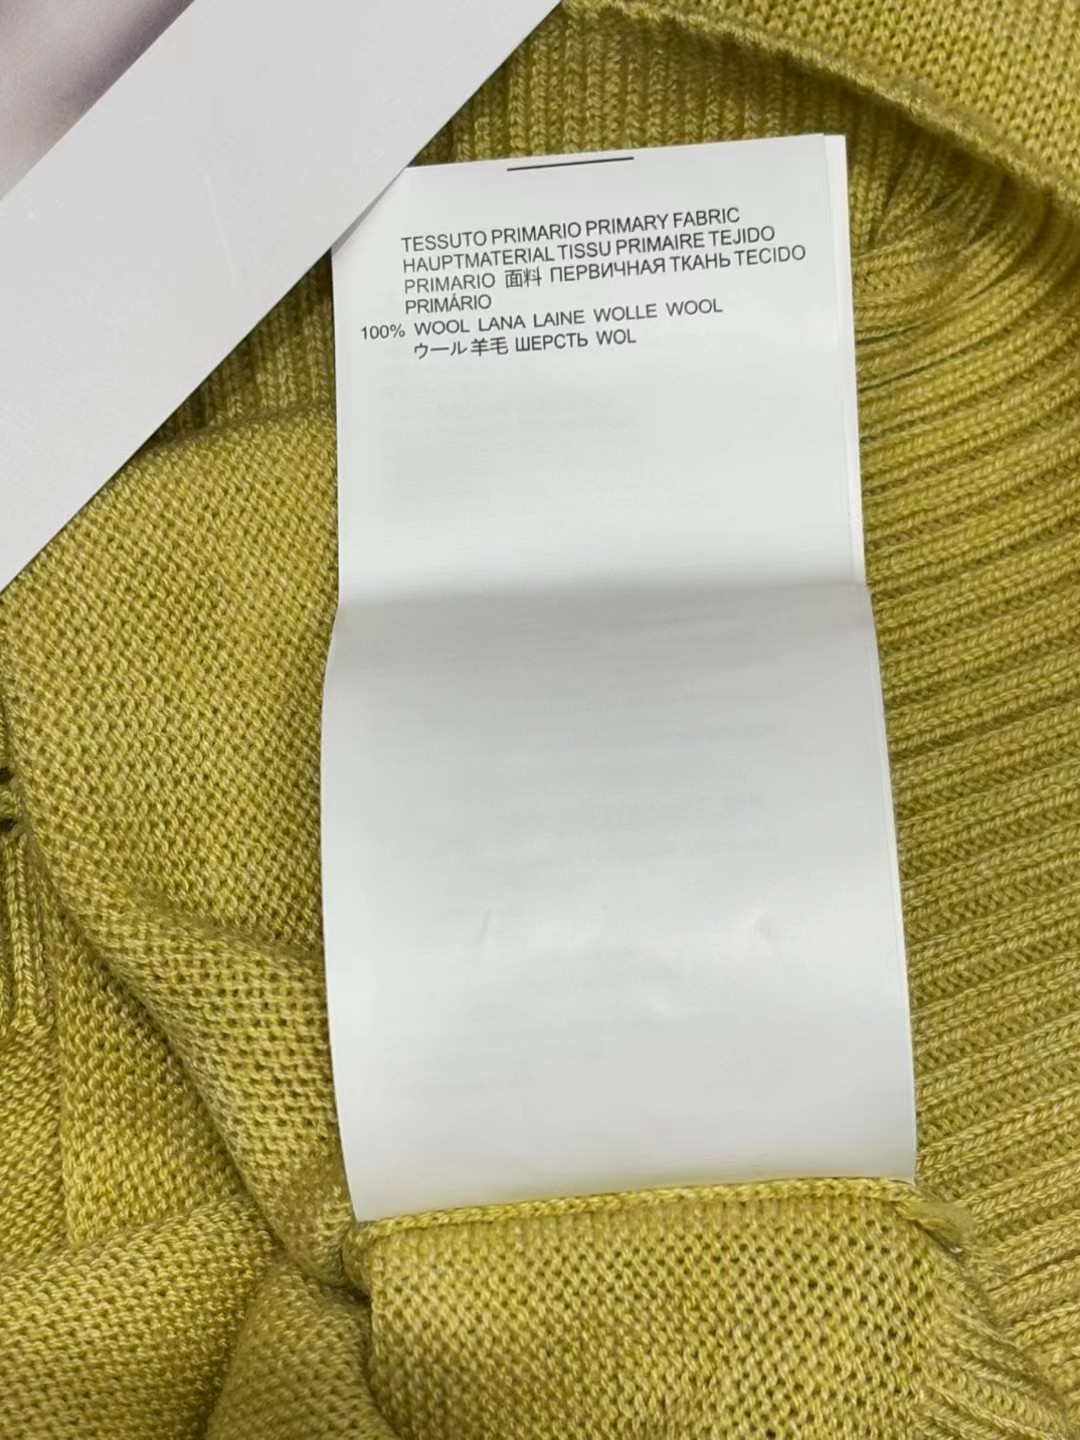 TESSUTO PRIMARIO PRIMARY FABRIC
HAUPTMATERIAL TISSU PRIMAIRE TEJIDO
PRIMARIO 面料 ПЕРВИЧНАЯ ТКАНЬ TECIDO
PRIMÁRIO
100% WOOL LANA LAINE WOLLE WOOL
ウール 羊毛 ШЕРСТЬ WOL